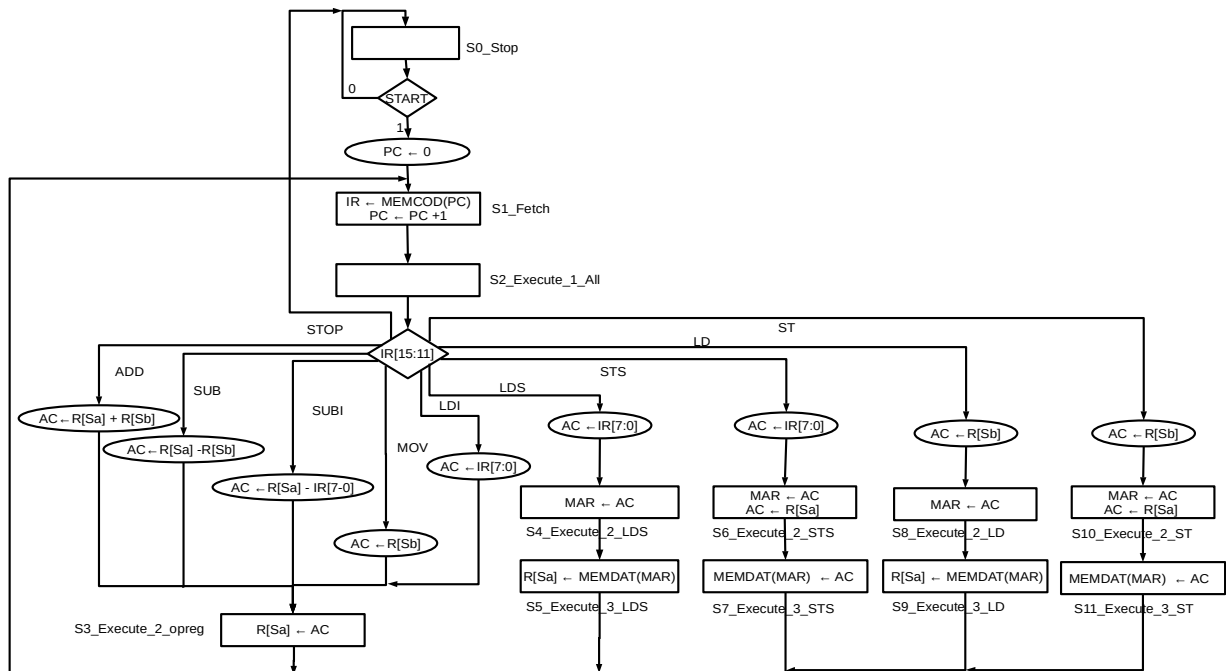 S0_Stop
0
START
1
PC ← 0
IR ← MEMCOD(PC)
PC ← PC +1
S1_Fetch
S2_Execute_1_All
STOP
ST
IR[15:11]
LD
ADD
SUB
SUBI
LDI
LDS
STS
MOV
AC←R[Sa] + R[Sb]
AC←R[Sa] -R[Sb]
AC ←R[Sa] - IR[7-0]
AC ←R[Sb]
AC ←IR[7:0]
AC ←IR[7:0]
AC ←IR[7:0]
AC ←R[Sb]
AC ←R[Sb]
MAR ← AC
S4_Execute_2_LDS
MAR ← AC
AC ← R[Sa]
S6_Execute_2_STS
MAR ← AC
S8_Execute_2_LD
MAR ← AC
AC ← R[Sa]
S10_Execute_2_ST
R[Sa] ← MEMDAT(MAR)
S5_Execute_3_LDS
MEMDAT(MAR) ← AC
S7_Execute_3_STS
R[Sa] ← MEMDAT(MAR)
S9_Execute_3_LD
MEMDAT(MAR) ← AC
S11_Execute_3_ST
S3_Execute_2_opreg
R[Sa] ← AC